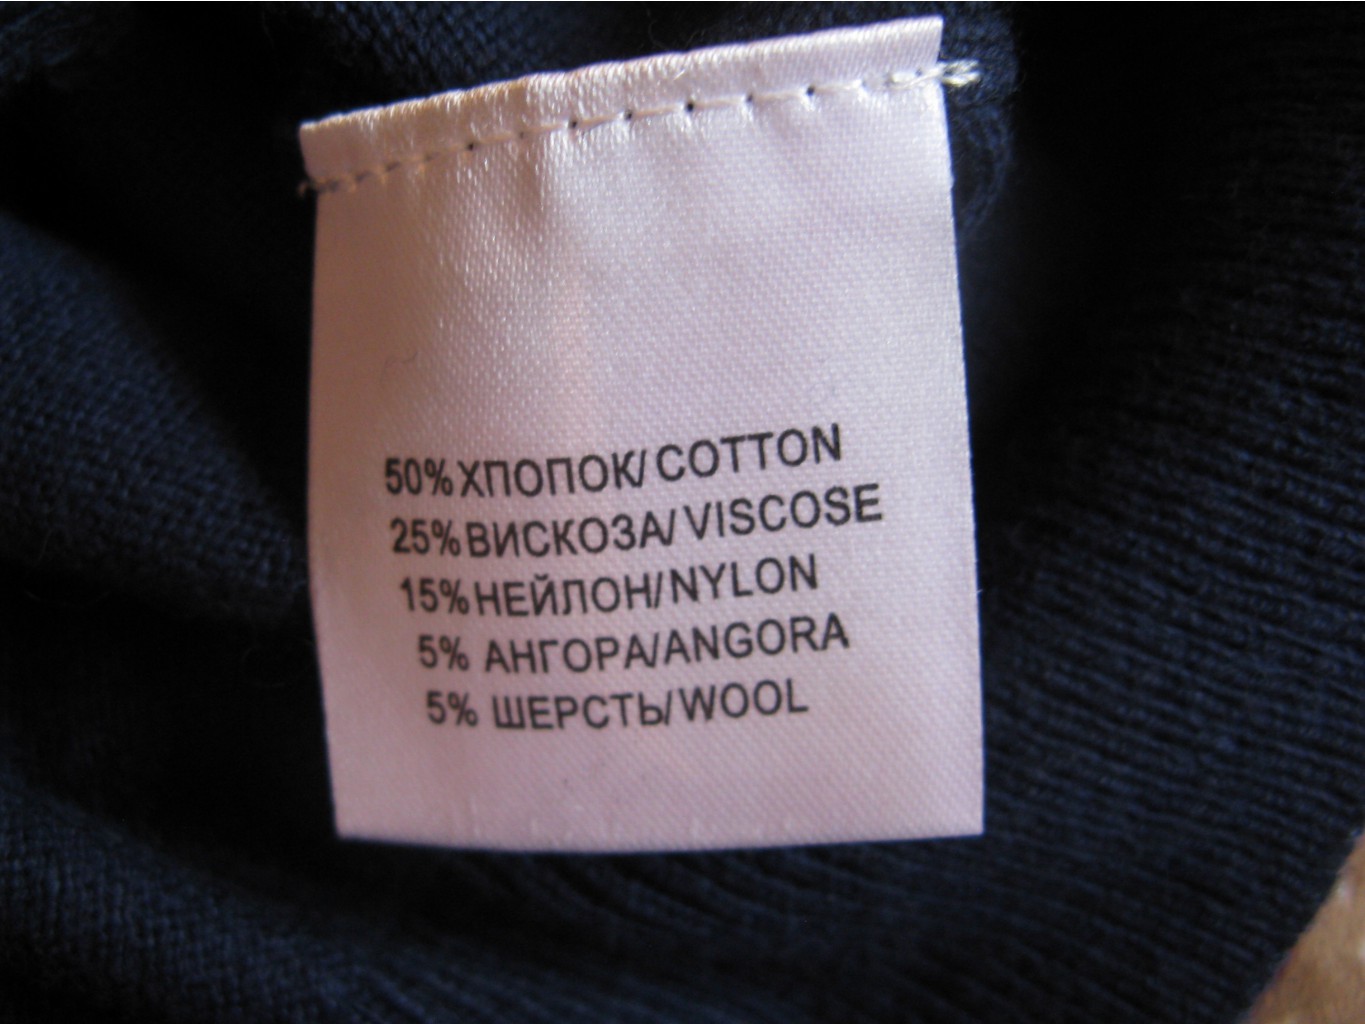 50% ХПОПОК/COTTON
25% ВИСКОЗА/VISCOSE
15% НЕЙЛОН/NYLON
5% АНГОРА/ANGORA
5% ШЕРСТЬ/WOOL